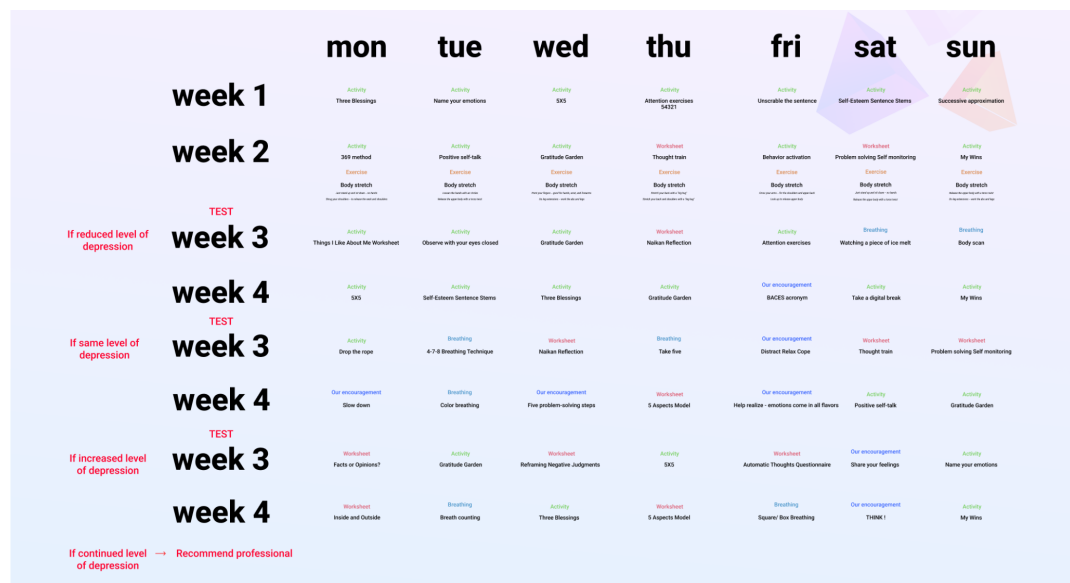 mon tue wed thu fri sat sun
week 1
Activity Activity Activity Activity Activity Activity Activity
Three Blessings Name your emotions 5X5 Attention exercises Unscrable the sentence Self-Esteem Sentence Stems Successive approximation
54321
week 2
Activity Activity Activity Worksheet Activity Worksheet Activity
369 method Positive self-talk Gratitude Garden Thought train Behavior activation Problem solving Self monitoring My Wins
Exercise Exercise Exercise Exercise Exercise Exercise Exercise
Body stretch Body stretch Body stretch Body stretch Body stretch Body stretch Body stretch
TEST
If reduced level of
depression
week 3
Activity Activity Activity Worksheet Activity Breathing Breathing
Things I Like About Me Worksheet Observe with your eyes closed Gratitude Garden Naikan Reflection Attention exercises Watching a piece of ice melt Body scan
week 4
Activity Activity Activity Activity Our encouragement Activity Activity
5X5 Self-Esteem Sentence Stems Three Blessings Gratitude Garden BACES acronym Take a digital break My Wins
TEST
If same level of
depression
week 3
Activity Breathing Worksheet Breathing Our encouragement Worksheet Worksheet
Drop the rope 4-7-8 Breathing Technique Naikan Reflection Take five Distract Relax Cope Thought train Problem solving Self monitoring
week 4
Our encouragement Breathing Our encouragement Worksheet Our encouragement Activity Activity
Slow down Color breathing Five problem-solving steps 5 Aspects Model Help realize - emotions come in all flavors Positive self-talk Gratitude Garden
TEST
If increased level
of depression
week 3
Worksheet Activity Worksheet Activity Worksheet Our encouragement Activity
Facts or Opinions? Gratitude Garden Reframing Negative Judgments 5X5 Automatic Thoughts Questionnaire Share your feelings Name your emotions
week 4
Worksheet Breathing Activity Worksheet Breathing Our encouragement Activity
Inside and Outside Breath counting Three Blessings 5 Aspects Model Square/ Box Breathing THINK ! My Wins
If continued level → Recommend professional
of depression